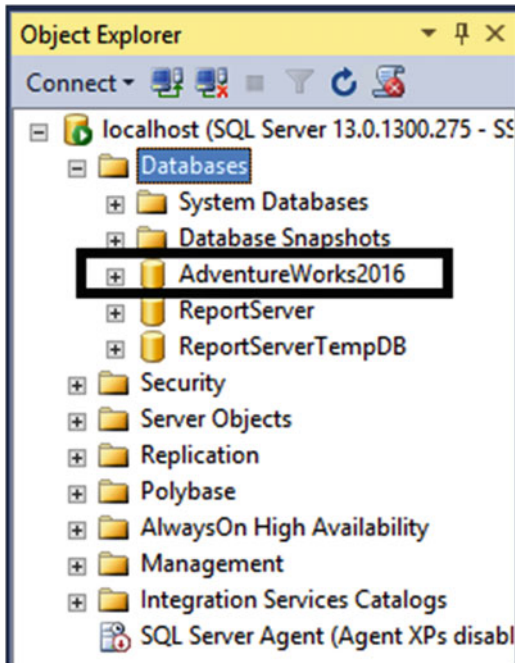 Object Explorer
Connect
localhost (SQL Server 13.0.1300.275 - SS
Databases
System Databases
Database Snapshots
AdventureWorks2016
ReportServer
ReportServerTempDB
Security
Server Objects
Replication
Polybase
AlwaysOn High Availability
Management
Integration Services Catalogs
SQL Server Agent (Agent XPs disabl